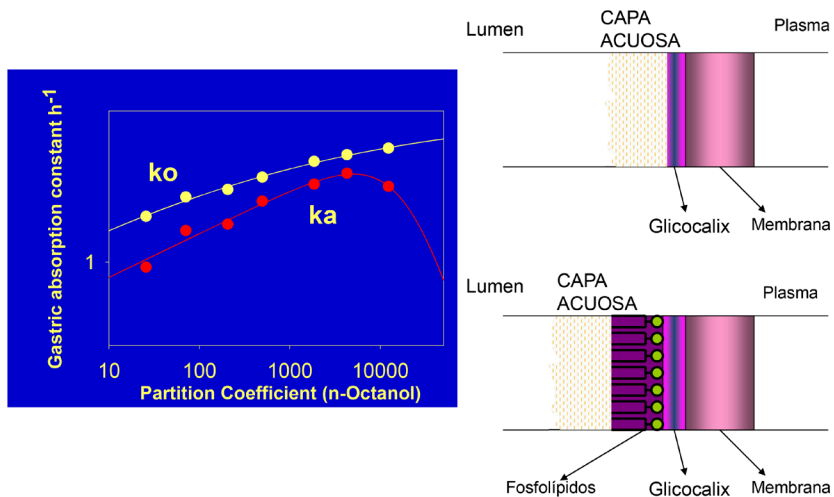 Gastric absorption constant h-1
1
ko
ka
10 100 1000 10000
Partition Coefficient (n-Octanol)
Lumen
CAPA
ACUOSA
Plasma
Glicocalix
Membrana
Lumen
CAPA
ACUOSA
Plasma
Fosfolípidos
Glicocalix
Membrana